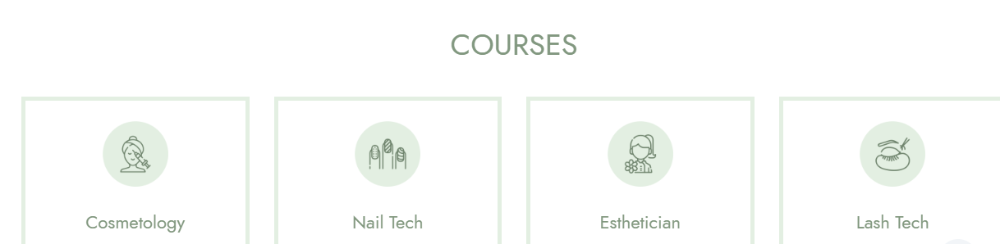 COURSES
Cosmetology
Nail Tech
Esthetician
Lash Tech